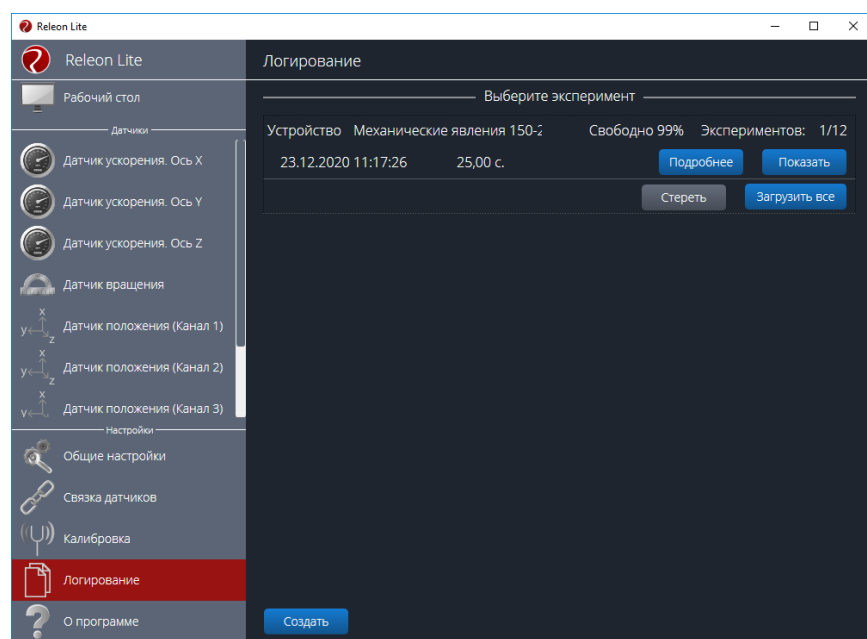 Releon Lite
Releon Lite
Рабочий стол
Датчики
Датчик ускорения. Ось X
Датчик ускорения. Ось Y
Датчик ускорения. Ось Z
Датчик вращения
Датчик положения (Канал 1)
Датчик положения (Канал 2)
Датчик положения (Канал 3)
Настройки
Общие настройки
Связка датчиков
Калибровка
Логирование
О программе
Логирование
Выберите эксперимент
Устройство Механические явления 150-2 Свободно 99% Экспериментов: 1/12
23.12.2020 11:17:26 25,00 с. Подробнее Показать
Стереть Загрузить все
Создать